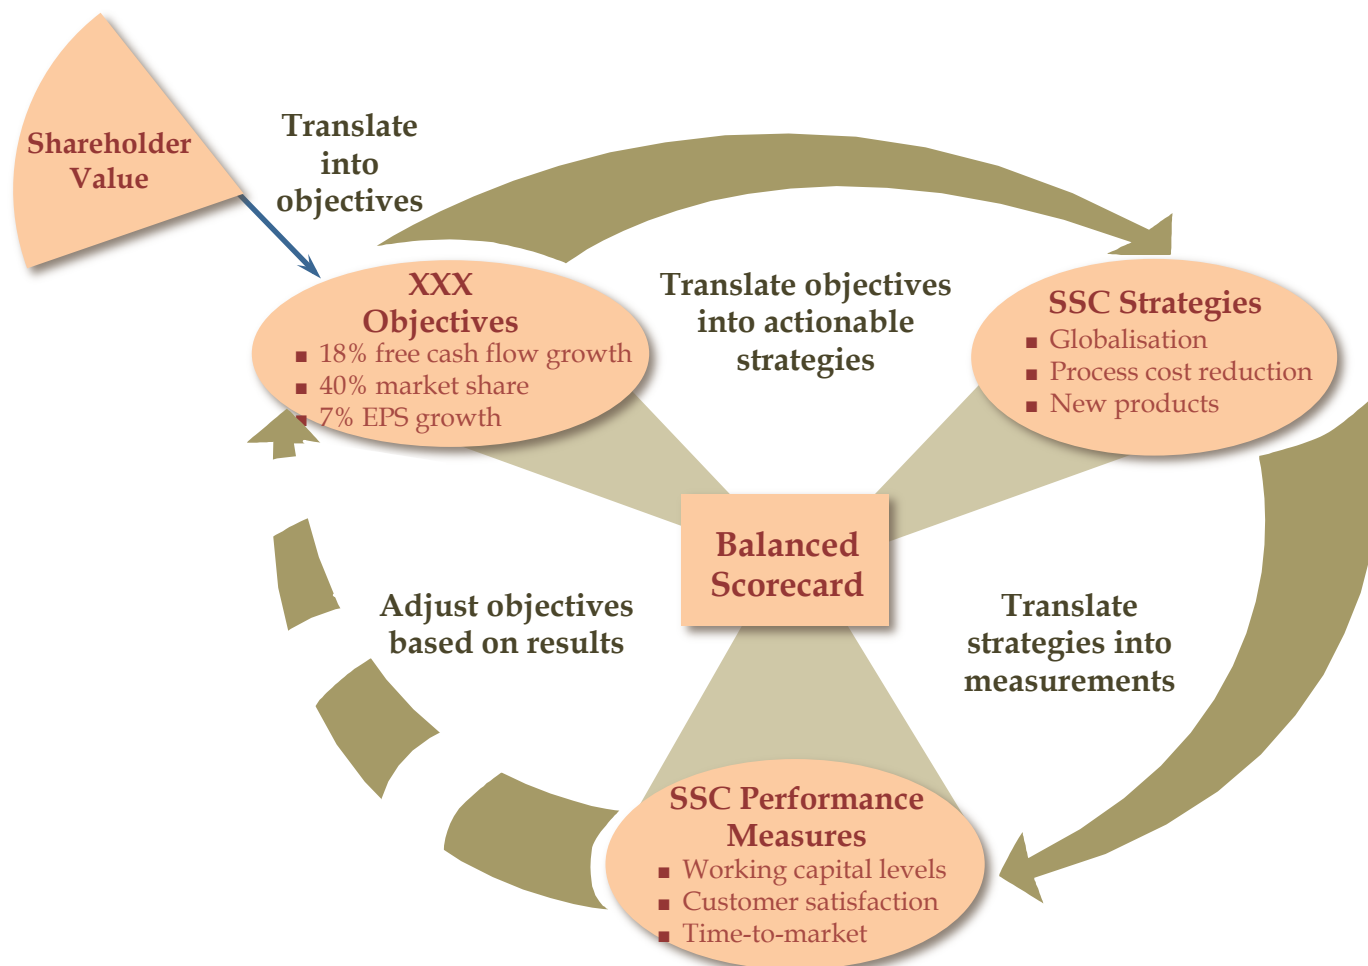 Shareholder
Value
Translate
into
objectives
XXX
Objectives
▪ 18% free cash flow growth
▪ 40% market share
▪ 7% EPS growth
Translate objectives
into actionable
strategies
SSC Strategies
▪ Globalisation
▪ Process cost reduction
▪ New products
Balanced
Scorecard
Adjust objectives
based on results
Translate
strategies into
measurements
SSC Performance
Measures
▪ Working capital levels
▪ Customer satisfaction
▪ Time-to-market